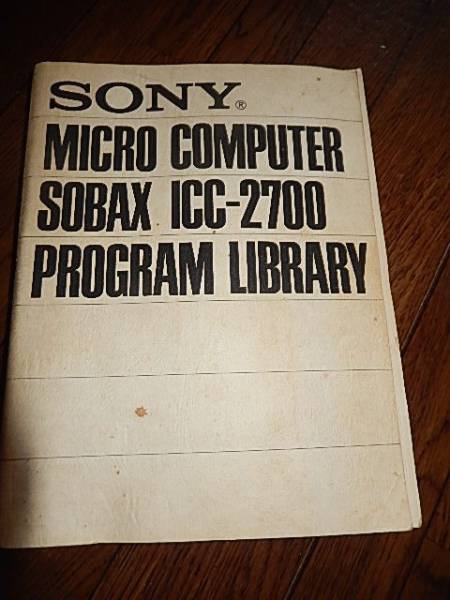 SONY®
MICRO COMPUTER
SOBAX ICC-2700
PROGRAM LIBRARY